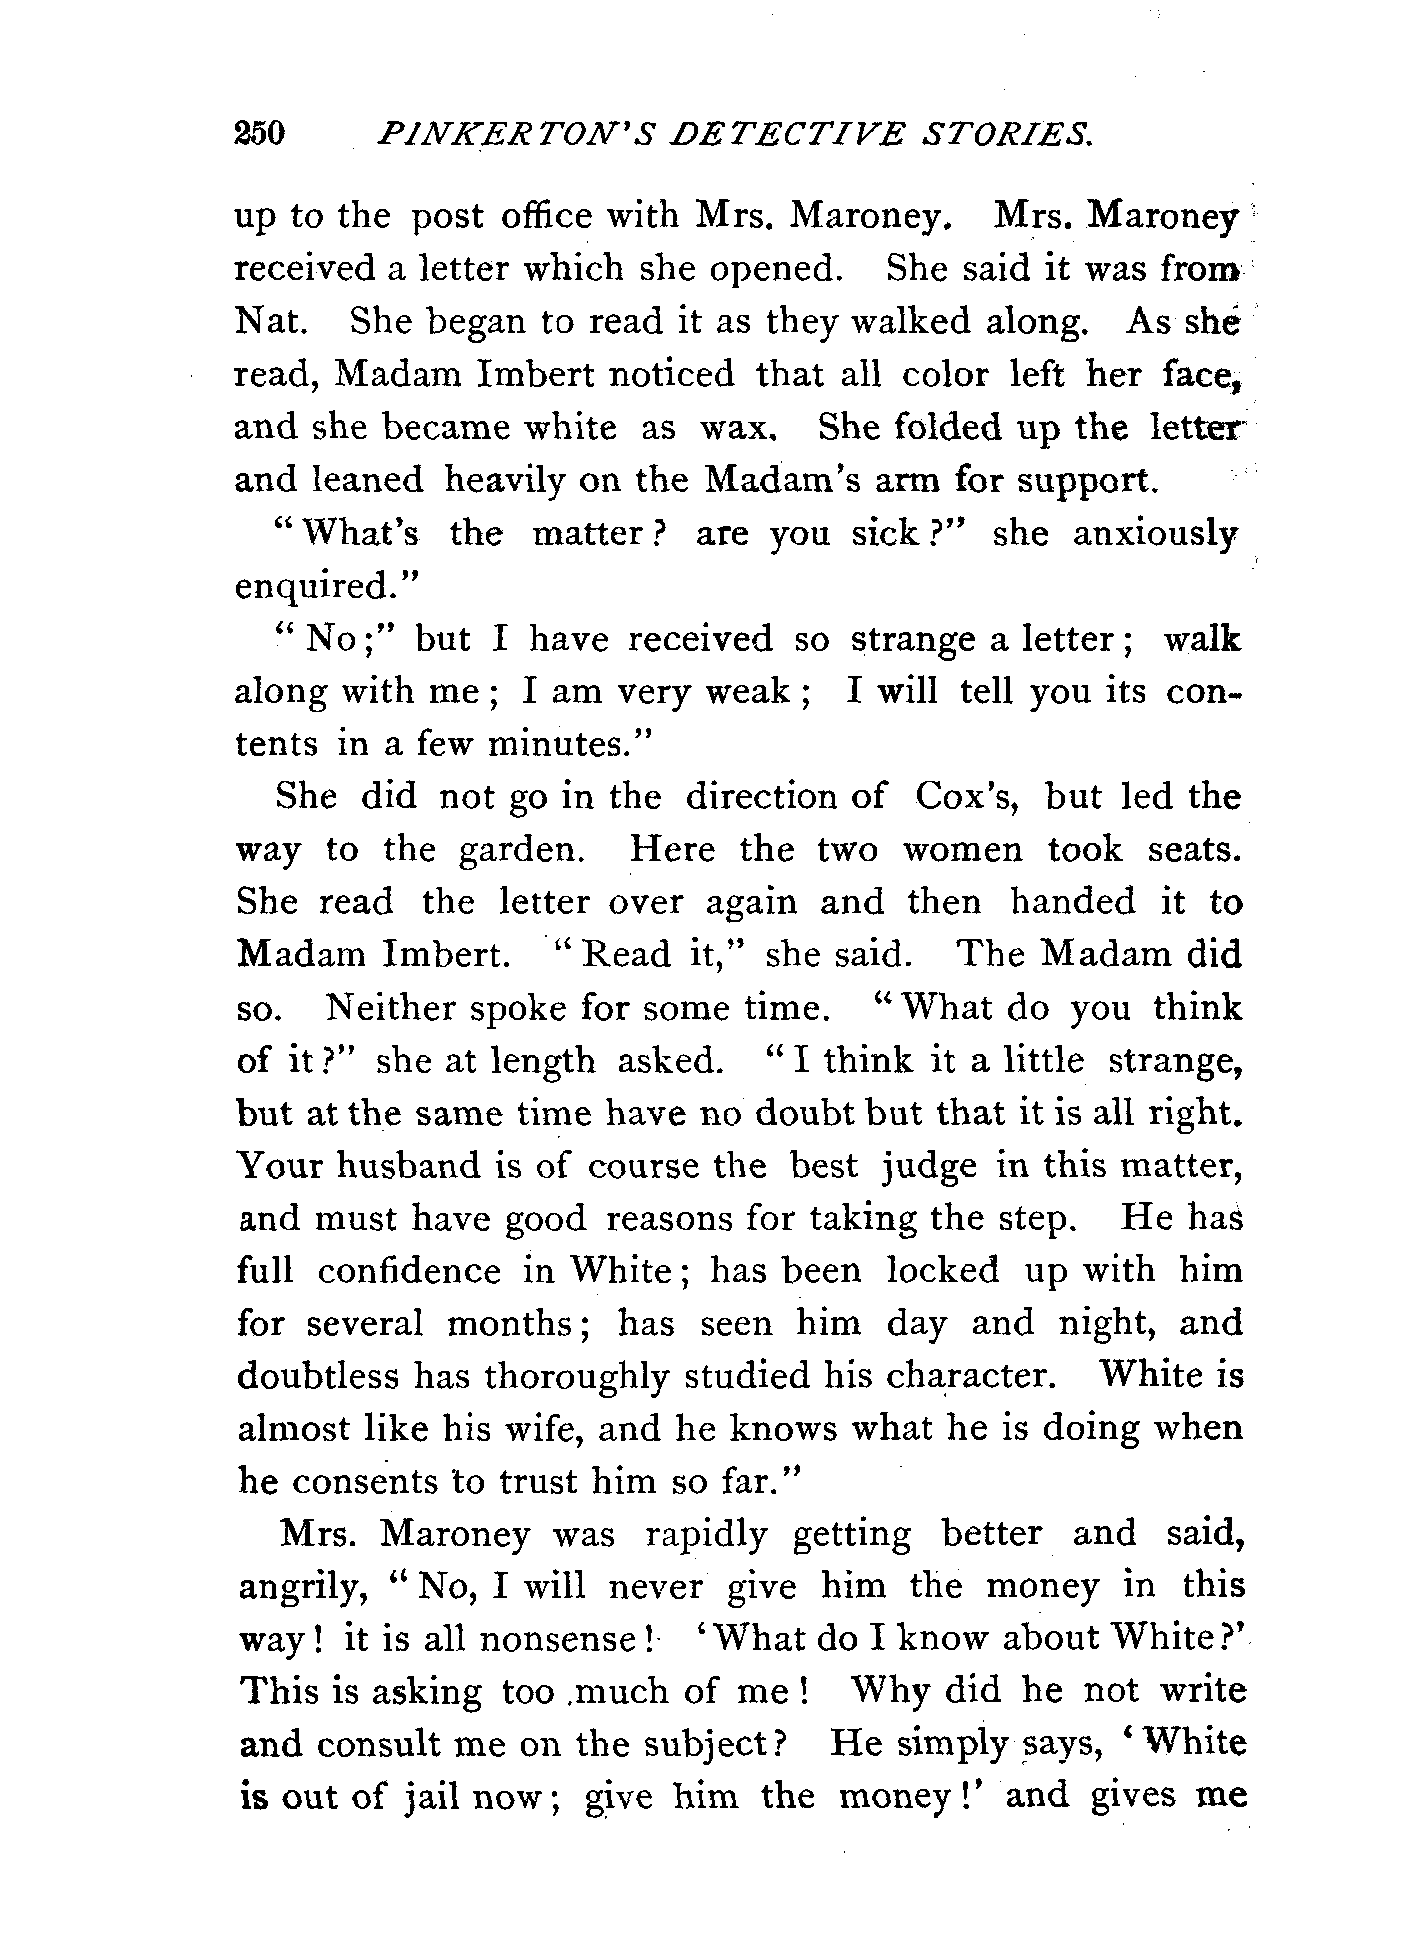 250 PINKERTON'S DETECTIVE STORIES.
up to the post office with Mrs. Maroney. Mrs. Maroney
received a letter which she opened. She said it was from
Nat. She began to read it as they walked along. As she
read, Madam Imbert noticed that all color left her face,
and she became white as wax. She folded up the letter
and leaned heavily on the Madam's arm for support.
"What's the matter? are you sick?" she anxiously
enquired."
"No;" but I have received so strange a letter; walk
along with me; I am very weak; I will tell you its con-
tents in a few minutes."
She did not go in the direction of Cox's, but led the
way to the garden. Here the two women took seats.
She read the letter over again and then handed it to
Madam Imbert. "Read it," she said. The Madam did
so. Neither spoke for some time. "What do you think
of it?" she at length asked. "I think it a little strange,
but at the same time have no doubt but that it is all right.
Your husband is of course the best judge in this matter,
and must have good reasons for taking the step. He has
full confidence in White; has been locked up with him
for several months; has seen him day and night, and
doubtless has thoroughly studied his character. White is
almost like his wife, and he knows what he is doing when
he consents to trust him so far."
Mrs. Maroney was rapidly getting better and said,
angrily, "No, I will never give him the money in this
way! it is all nonsense! 'What do I know about White?'
This is asking too much of me! Why did he not write
and consult me on the subject? He simply says, 'White
is out of jail now; give him the money!' and gives me